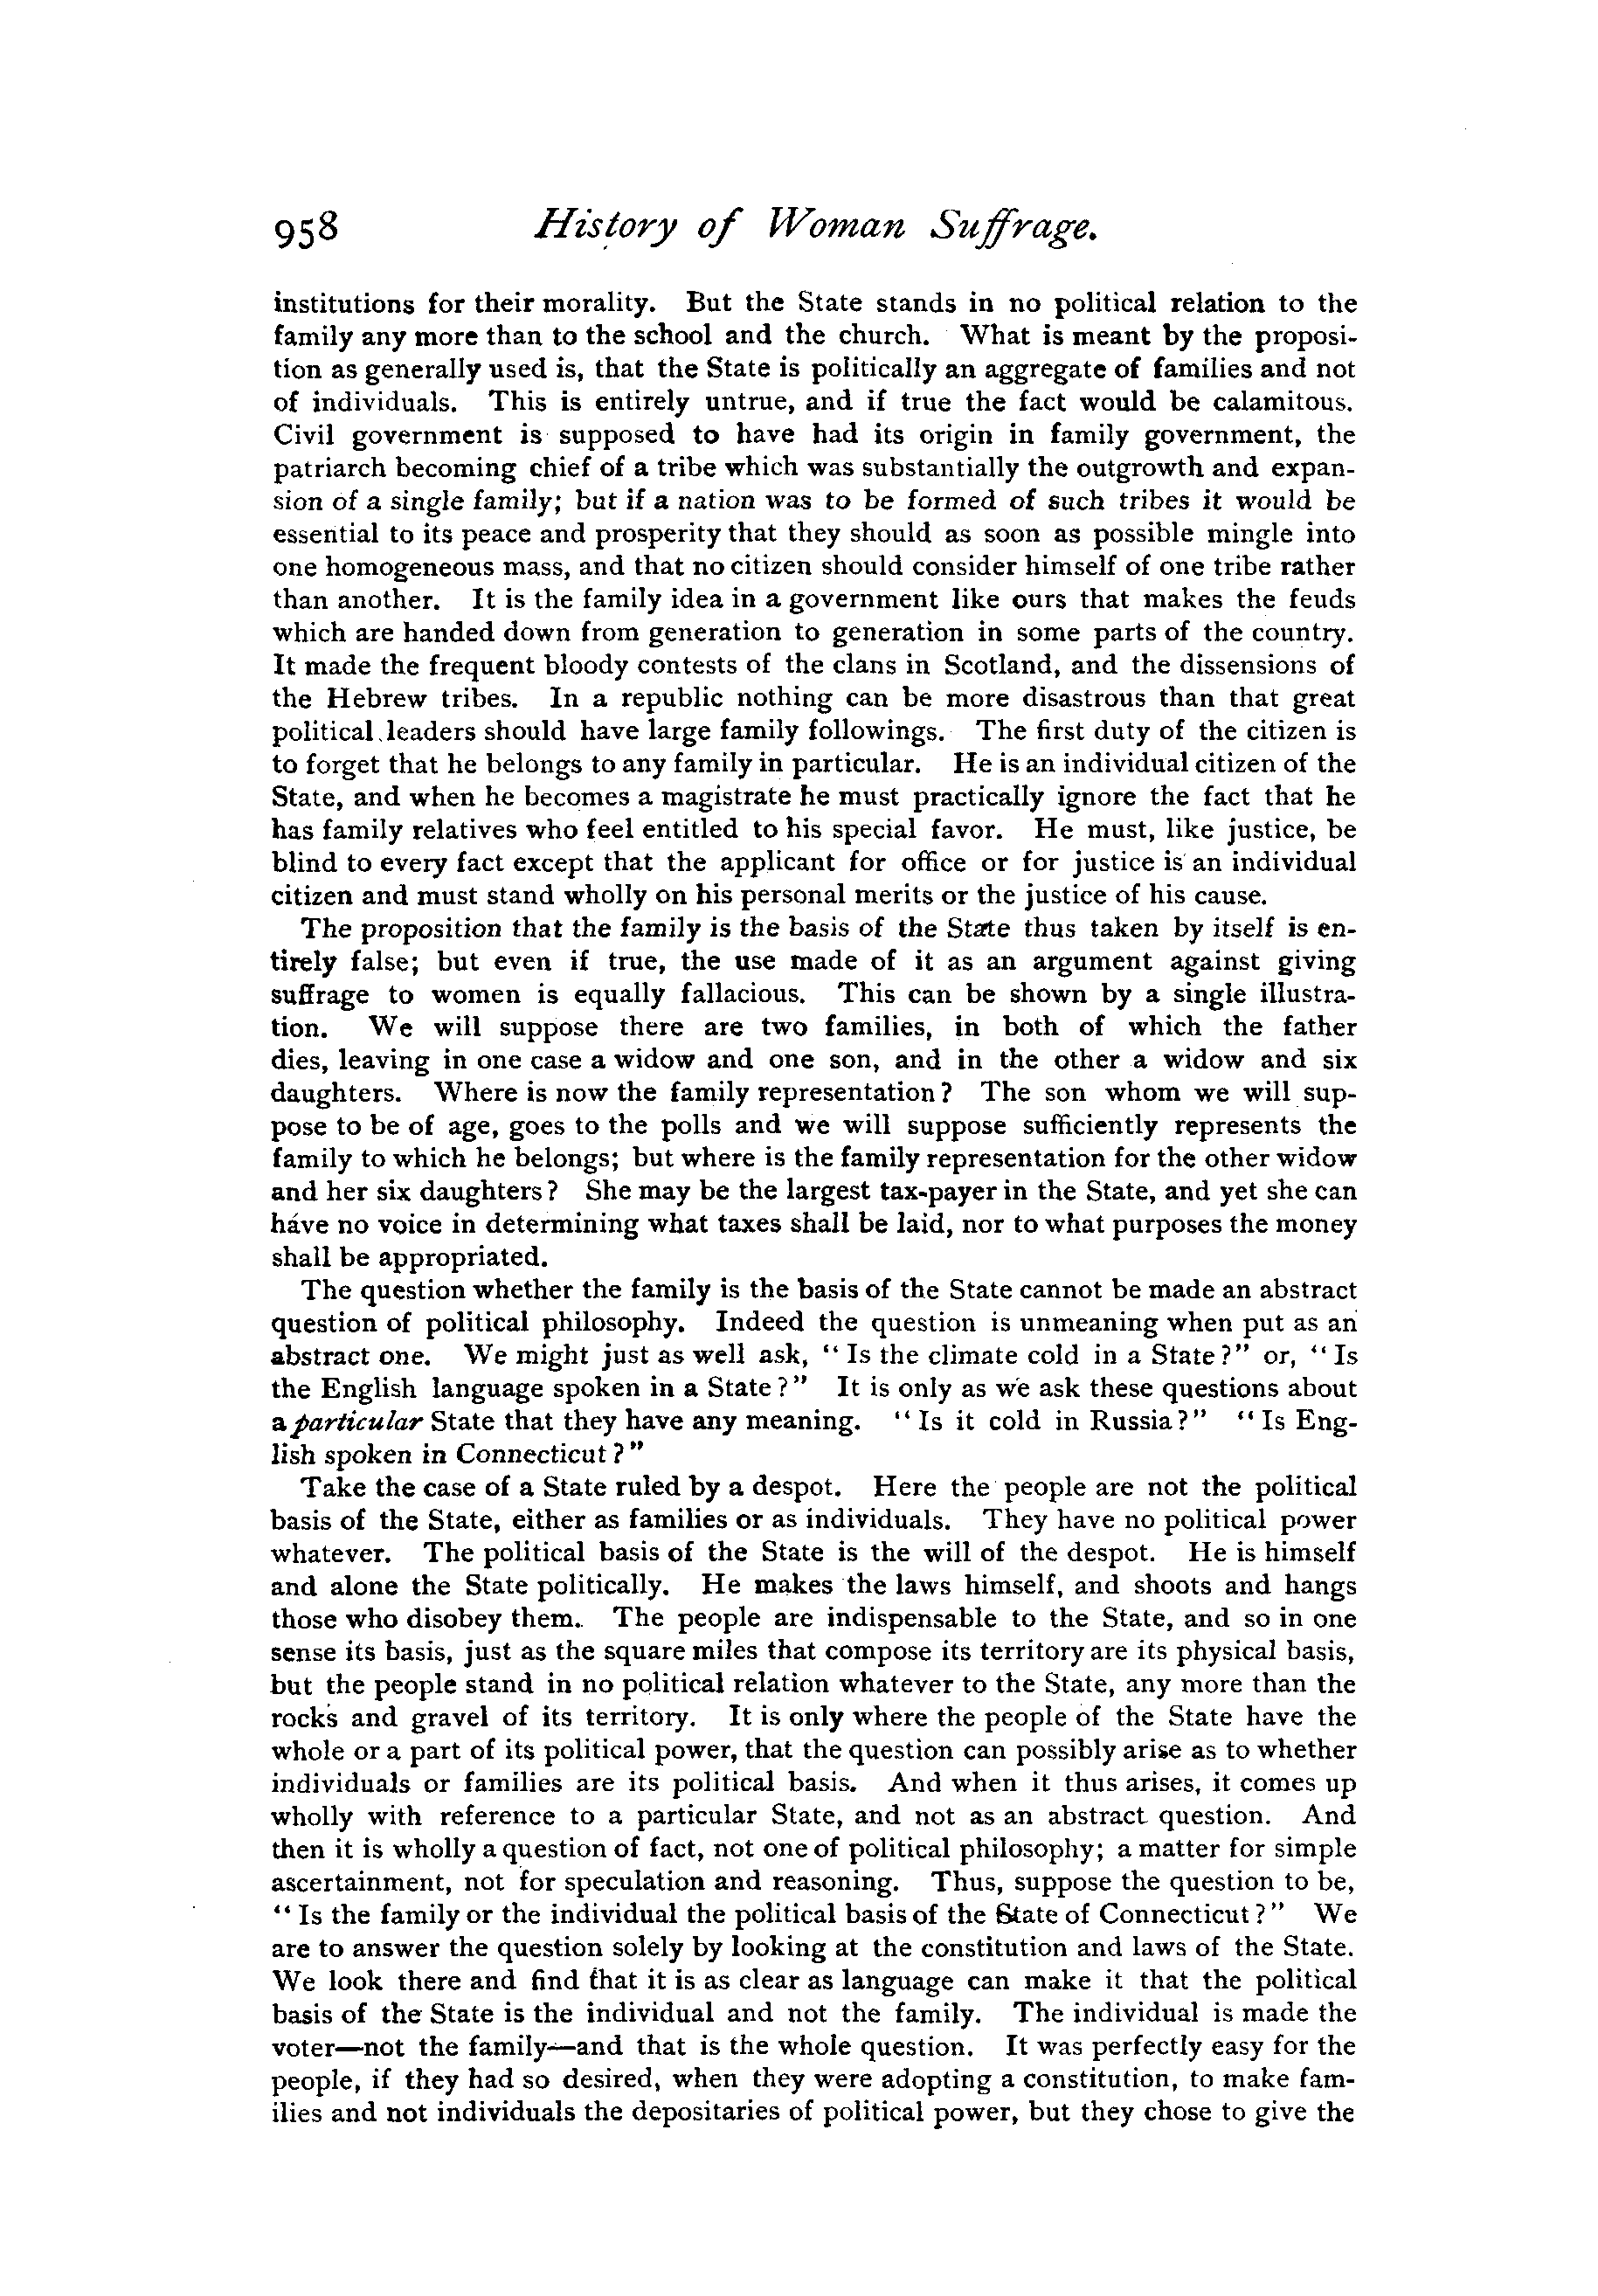 958 History of Woman Suffrage.
institutions for their morality. But the State stands in no political relation to the
family any more than to the school and the church. What is meant by the proposi-
tion as generally used is, that the State is politically an aggregate of families and not
of individuals. This is entirely untrue, and if true the fact would be calamitous.
Civil government is supposed to have had its origin in family government, the
patriarch becoming chief of a tribe which was substantially the outgrowth and expan-
sion of a single family; but if a nation was to be formed of such tribes it would be
essential to its peace and prosperity that they should as soon as possible mingle into
one homogeneous mass, and that no citizen should consider himself of one tribe rather
than another. It is the family idea in a government like ours that makes the feuds
which are handed down from generation to generation in some parts of the country.
It made the frequent bloody contests of the clans in Scotland, and the dissensions of
the Hebrew tribes. In a republic nothing can be more disastrous than that great
political leaders should have large family followings. The first duty of the citizen is
to forget that he belongs to any family in particular. He is an individual citizen of the
State, and when he becomes a magistrate he must practically ignore the fact that he
has family relatives who feel entitled to his special favor. He must, like justice, be
blind to every fact except that the applicant for office or for justice is an individual
citizen and must stand wholly on his personal merits or the justice of his cause.
The proposition that the family is the basis of the State thus taken by itself is en-
tirely false; but even if true, the use made of it as an argument against giving
suffrage to women is equally fallacious. This can be shown by a single illustra-
tion. We will suppose there are two families, in both of which the father
dies, leaving in one case a widow and one son, and in the other a widow and six
daughters. Where is now the family representation? The son whom we will sup-
pose to be of age, goes to the polls and we will suppose sufficiently represents the
family to which he belongs; but where is the family representation for the other widow
and her six daughters? She may be the largest tax-payer in the State, and yet she can
have no voice in determining what taxes shall be laid, nor to what purposes the money
shall be appropriated.
The question whether the family is the basis of the State cannot be made an abstract
question of political philosophy. Indeed the question is unmeaning when put as an
abstract one. We might just as well ask, "Is the climate cold in a State?" or, "Is
the English language spoken in a State?" It is only as we ask these questions about
a particular State that they have any meaning. "Is it cold in Russia?" "Is Eng-
lish spoken in Connecticut?"
Take the case of a State ruled by a despot. Here the people are not the political
basis of the State, either as families or as individuals. They have no political power
whatever. The political basis of the State is the will of the despot. He is himself
and alone the State politically. He makes the laws himself, and shoots and hangs
those who disobey them. The people are indispensable to the State, and so in one
sense its basis, just as the square miles that compose its territory are its physical basis,
but the people stand in no political relation whatever to the State, any more than the
rocks and gravel of its territory. It is only where the people of the State have the
whole or a part of its political power, that the question can possibly arise as to whether
individuals or families are its political basis. And when it thus arises, it comes up
wholly with reference to a particular State, and not as an abstract question. And
then it is wholly a question of fact, not one of political philosophy; a matter for simple
ascertainment, not for speculation and reasoning. Thus, suppose the question to be,
"Is the family or the individual the political basis of the State of Connecticut?" We
are to answer the question solely by looking at the constitution and laws of the State.
We look there and find that it is as clear as language can make it that the political
basis of the State is the individual and not the family. The individual is made the
voter—not the family—and that is the whole question. It was perfectly easy for the
people, if they had so desired, when they were adopting a constitution, to make fam-
ilies and not individuals the depositaries of political power, but they chose to give the